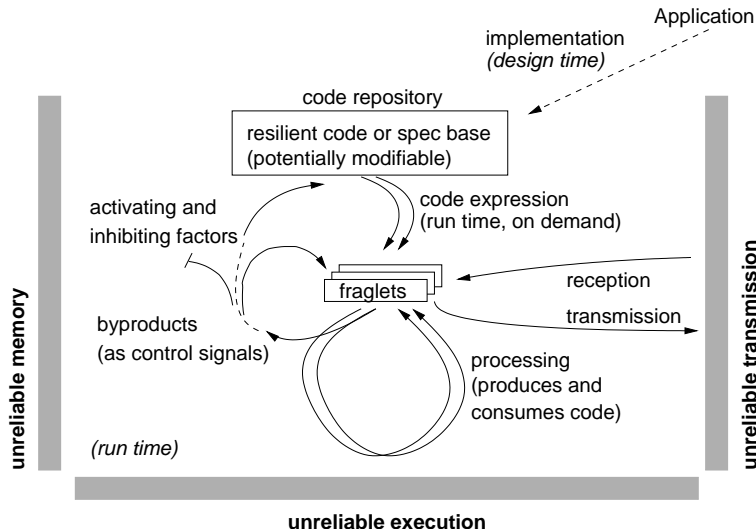 Application
implementation
(design time)
code repository
resilient code or spec base
(potentially modifiable)
activating and
inhibiting factors
code expression
(run time, on demand)
fraglets
reception
transmission
byproducts
(as control signals)
processing
(produces and
consumes code)
(run time)
unreliable memory
unreliable transmission
unreliable execution